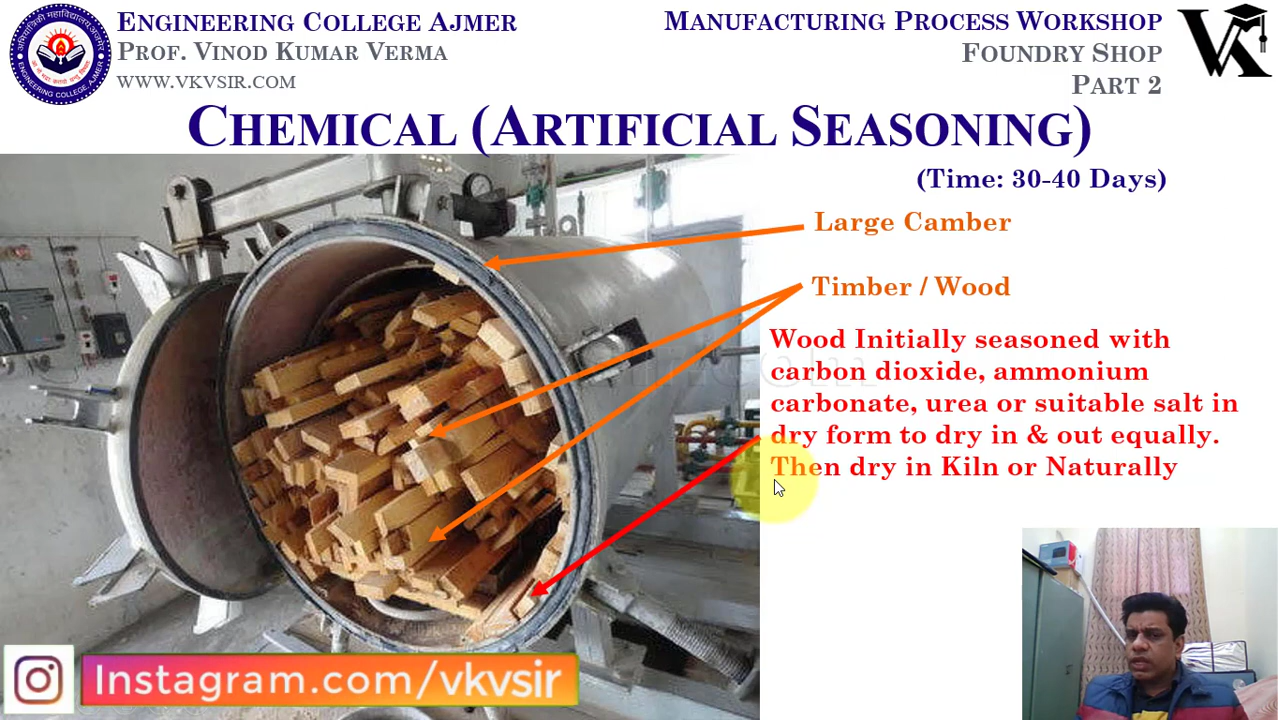 ENGINEERING COLLEGE AJMER
PROF. VINOD KUMAR VERMA
WWW.VKVSIR.COM
MANUFACTURING PROCESS WORKSHOP
FOUNDRY SHOP
PART 2
CHEMICAL (ARTIFICIAL SEASONING)
(Time: 30-40 Days)
Large Camber
Timber / Wood
Wood Initially seasoned with
carbon dioxide, ammonium
carbonate, urea or suitable salt in
dry form to dry in & out equally.
Then dry in Kiln or Naturally
ENGINEERING COLLEGE AJMER
Instagram.com/vkvsir